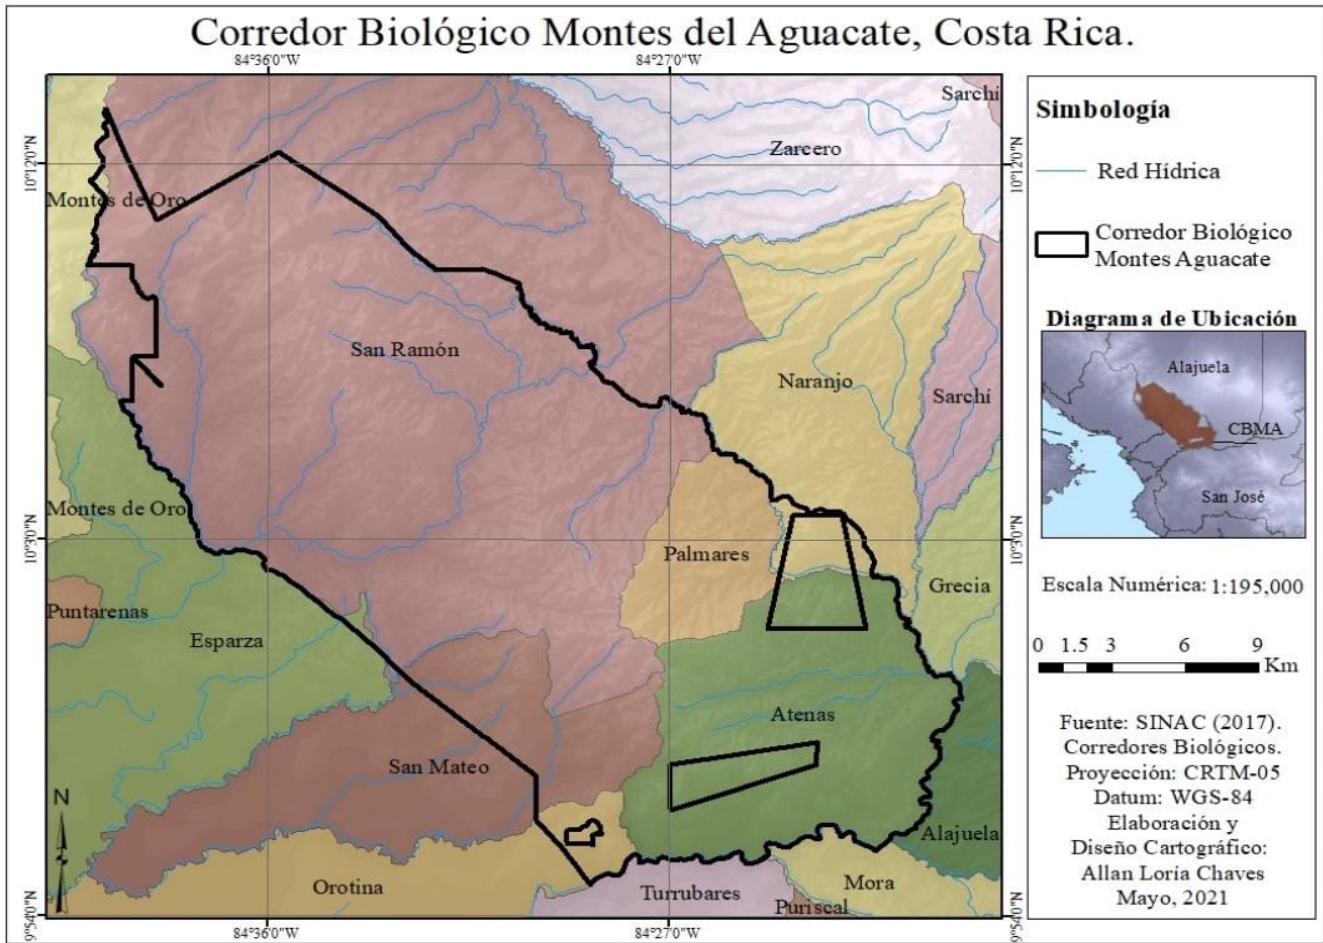 Corredor Biológico Montes del Aguacate, Costa Rica.
84°36'0"W
84°27'0"W
10°12'0"N
10°12'0"N
Sarchí
Zarcero
Montes de Oro
San Ramón
Naranjo
Sarchí
Montes de Oro
10°3'0"N
10°3'0"N
Palmares
Grecia
Puntarenas
Esparza
Atenas
San Mateo
N
Alajuela
Orotina
Turrubares
Mora
Puriscal
9°54'0"N
9°54'0"N
84°36'0"W
84°27'0"W
Simbología
Red Hídrica
Corredor Biológico
Montes Aguacate
Diagrama de Ubicación
Alajuela
CBMA
San José
Escala Numérica: 1:195,000
0 1.5 3 6 9
Km
Fuente: SINAC (2017).
Corredores Biológicos.
Proyección: CRTM-05
Datum: WGS-84
Elaboración y
Diseño Cartográfico:
Allan Loría Chaves
Mayo, 2021